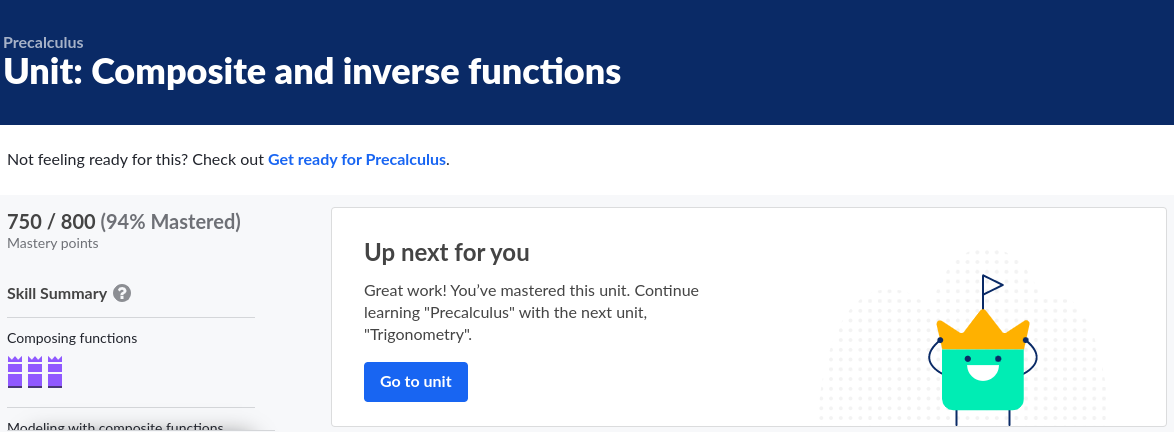 Precalculus
Unit: Composite and inverse functions
Not feeling ready for this? Check out Get ready for Precalculus.
750 / 800 (94% Mastered)
Mastery points
Skill Summary ?
Composing functions
Modeling with composite functions
Up next for you
Great work! You’ve mastered this unit. Continue
learning "Precalculus" with the next unit,
"Trigonometry".
Go to unit